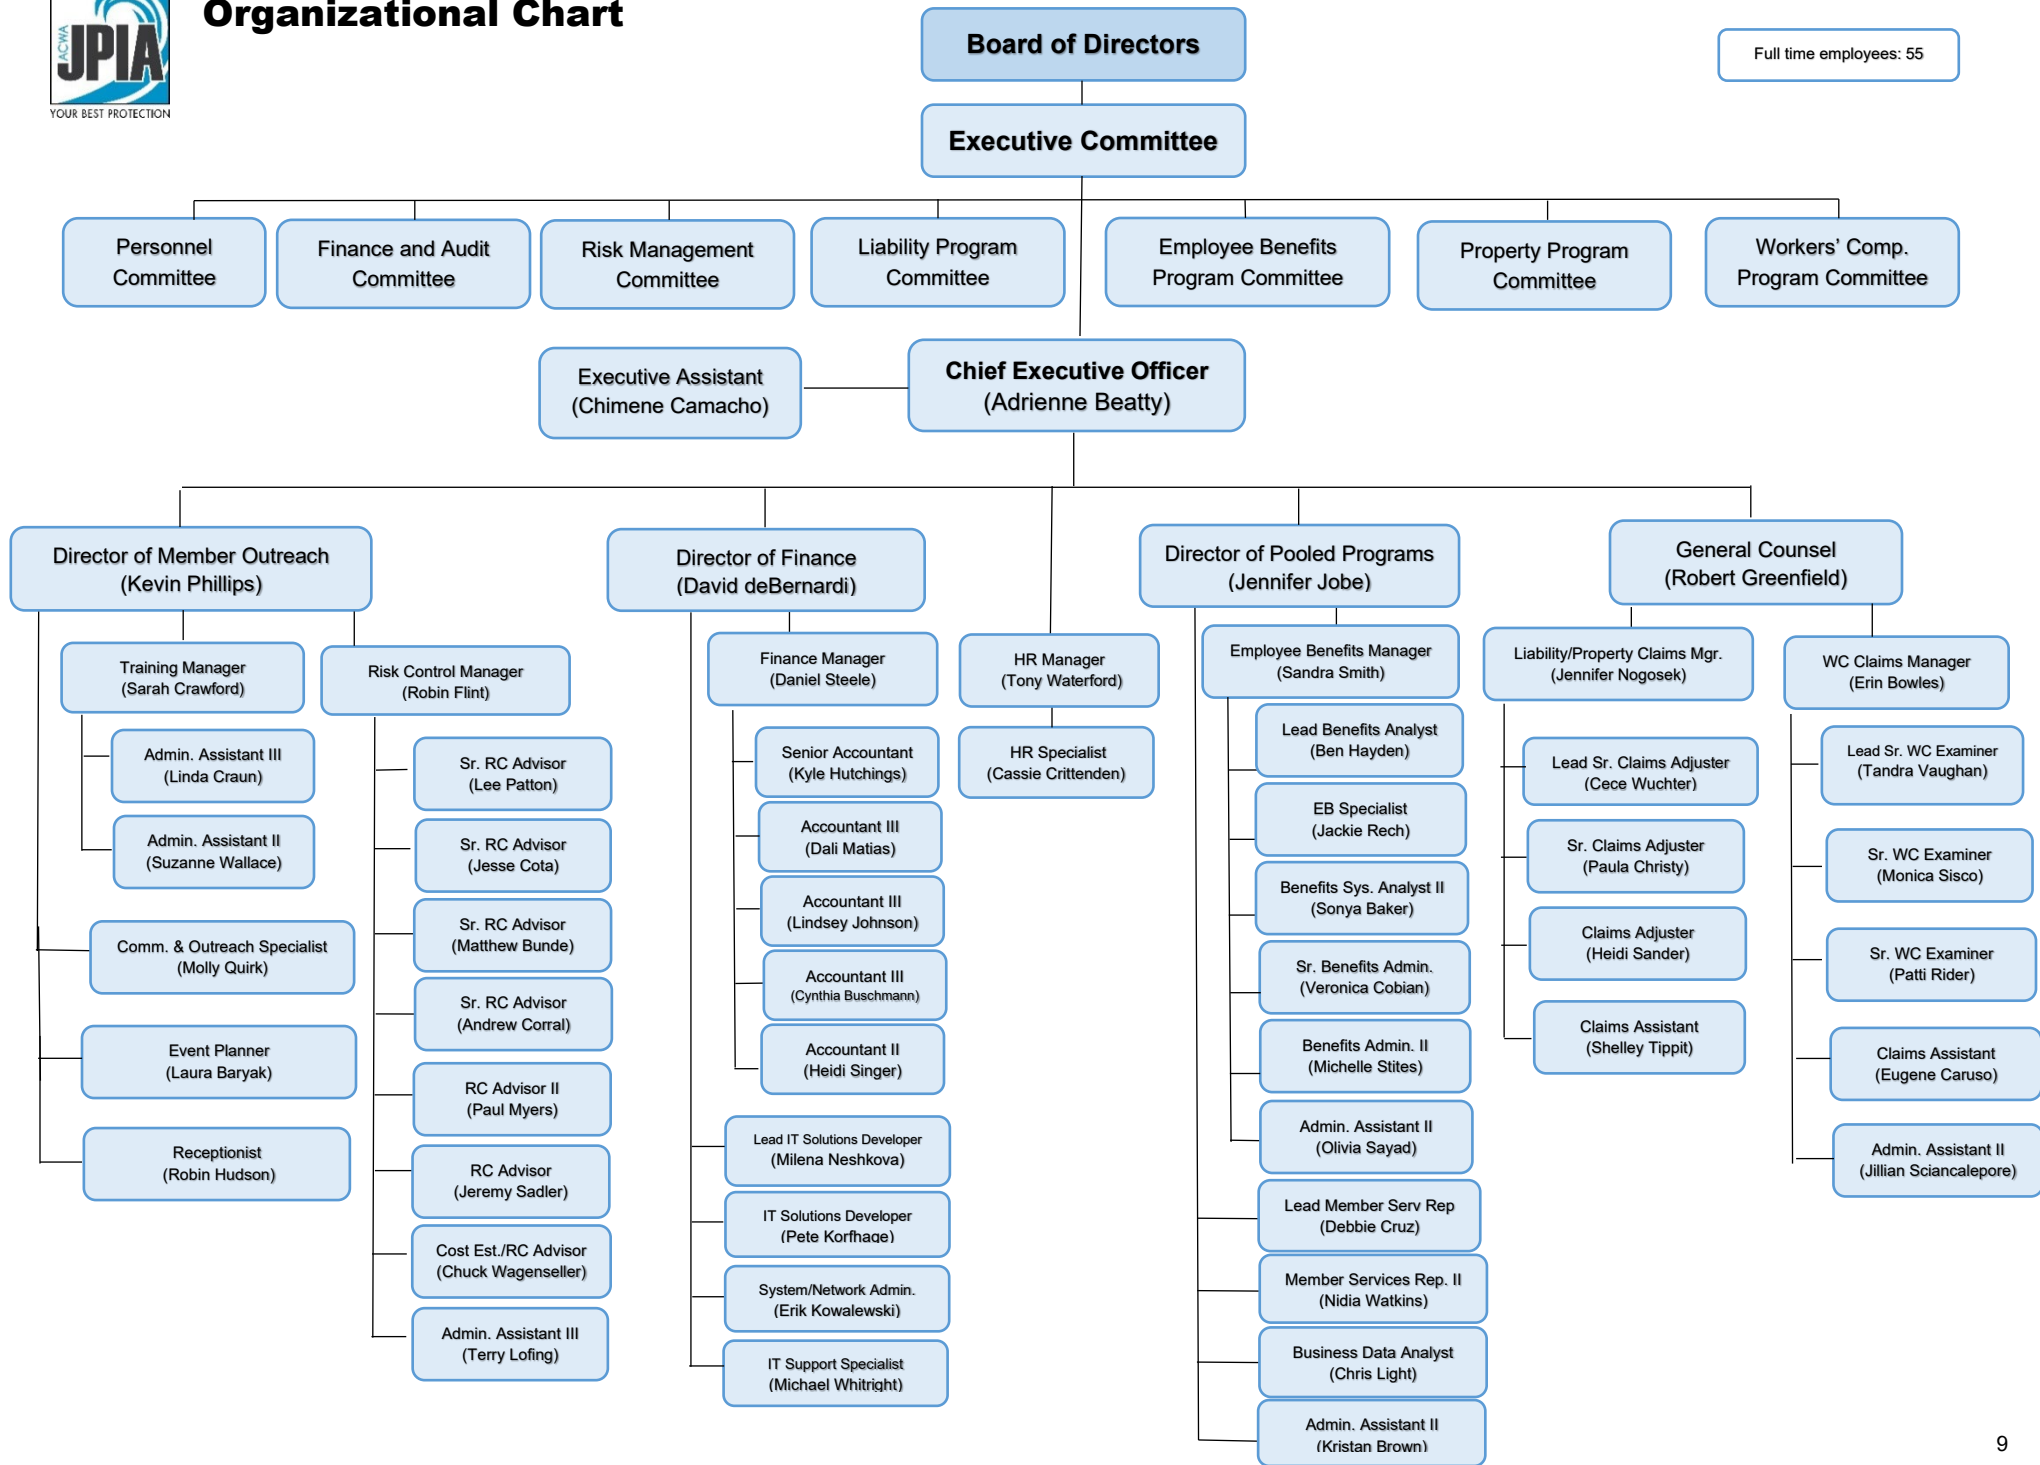 Organizational Chart
ACWA
JPIA
YOUR BEST PROTECTION
Board of Directors
Full time employees: 55
Executive Committee
Personnel
Committee
Finance and Audit
Committee
Risk Management
Committee
Liability Program
Committee
Employee Benefits
Program Committee
Property Program
Committee
Workers' Comp.
Program Committee
Executive Assistant
(Chimene Camacho)
Chief Executive Officer
(Adrienne Beatty)
Director of Member Outreach
(Kevin Phillips)
Training Manager
(Sarah Crawford)
Admin. Assistant III
(Linda Craun)
Admin. Assistant II
(Suzanne Wallace)
Comm. & Outreach Specialist
(Molly Quirk)
Event Planner
(Laura Baryak)
Receptionist
(Robin Hudson)
Risk Control Manager
(Robin Flint)
Sr. RC Advisor
(Lee Patton)
Sr. RC Advisor
(Jesse Cota)
Sr. RC Advisor
(Matthew Bunde)
Sr. RC Advisor
(Andrew Corral)
RC Advisor II
(Paul Myers)
RC Advisor
(Jeremy Sadler)
Cost Est./RC Advisor
(Chuck Wagenseller)
Admin. Assistant III
(Terry Lofing)
Director of Finance
(David deBernardi)
Finance Manager
(Daniel Steele)
Senior Accountant
(Kyle Hutchings)
Accountant III
(Dali Matias)
Accountant III
(Lindsey Johnson)
Accountant III
(Cynthia Buschmann)
Accountant II
(Heidi Singer)
Lead IT Solutions Developer
(Milena Neshkova)
IT Solutions Developer
(Pete Korfhage)
System/Network Admin.
(Erik Kowalewski)
IT Support Specialist
(Michael Whitright)
HR Manager
(Tony Waterford)
HR Specialist
(Cassie Crittenden)
Director of Pooled Programs
(Jennifer Jobe)
Employee Benefits Manager
(Sandra Smith)
Lead Benefits Analyst
(Ben Hayden)
EB Specialist
(Jackie Rech)
Benefits Sys. Analyst II
(Sonya Baker)
Sr. Benefits Admin.
(Veronica Cobian)
Benefits Admin. II
(Michelle Stites)
Admin. Assistant II
(Olivia Sayad)
Lead Member Serv Rep
(Debbie Cruz)
Member Services Rep. II
(Nidia Watkins)
Business Data Analyst
(Chris Light)
Admin. Assistant II
(Kristan Brown)
General Counsel
(Robert Greenfield)
Liability/Property Claims Mgr.
(Jennifer Nogosek)
Lead Sr. Claims Adjuster
(Cece Wuchter)
Sr. Claims Adjuster
(Paula Christy)
Claims Adjuster
(Heidi Sander)
Claims Assistant
(Shelley Tippit)
WC Claims Manager
(Erin Bowles)
Lead Sr. WC Examiner
(Tandra Vaughan)
Sr. WC Examiner
(Monica Sisco)
Sr. WC Examiner
(Patti Rider)
Claims Assistant
(Eugene Caruso)
Admin. Assistant II
(Jillian Sciancalepore)
9